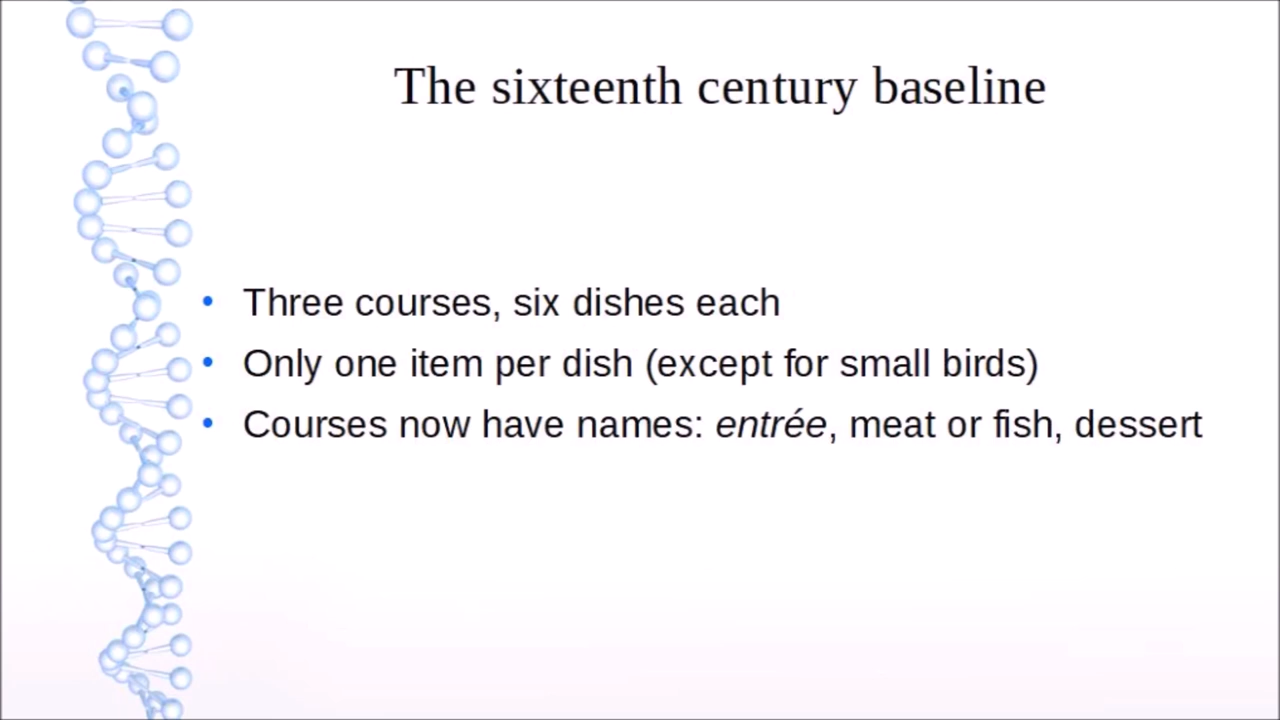 The sixteenth century baseline
• Three courses, six dishes each
• Only one item per dish (except for small birds)
• Courses now have names: entrée, meat or fish, dessert